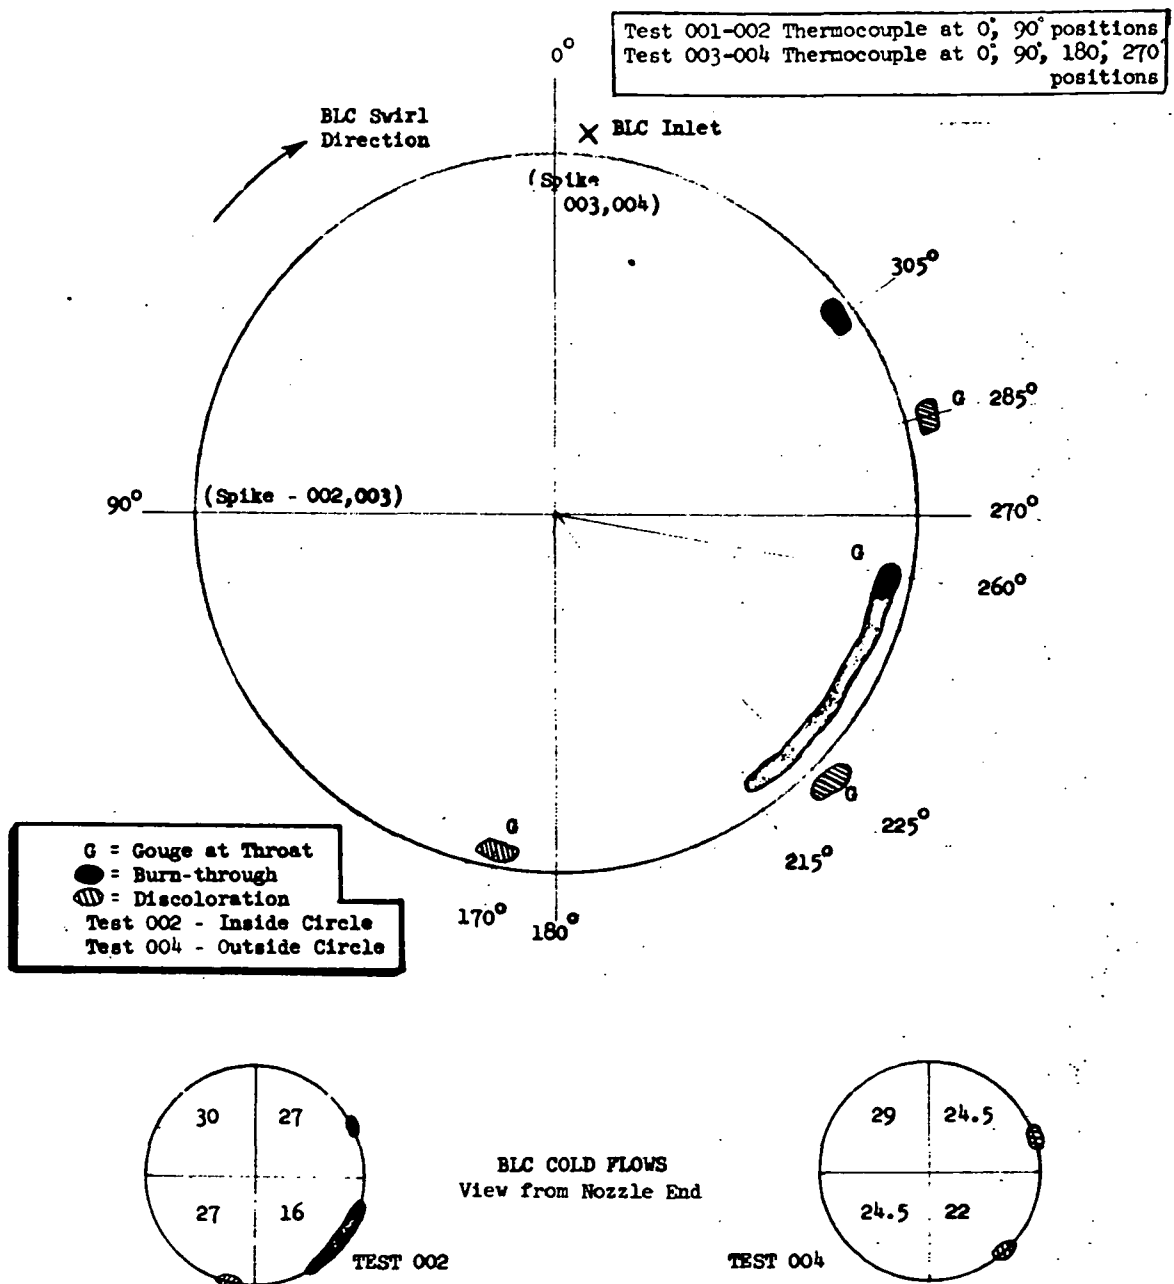 Test 001-002 Thermocouple at 0°, 90° positions
Test 003-004 Thermocouple at 0°, 90°, 180°, 270
positions
0°
BLC Swirl
Direction
X BLC Inlet
(Spike
003,004)
305°
G 285°
90°
(Spike - 002,003)
270°
G
260°
G
225°
215°
G
170°
180°
G = Gouge at Throat
= Burn-through
= Discoloration
Test 002 - Inside Circle
Test 004 - Outside Circle
30 27
27 16
TEST 002
BLC COLD FLOWS
View from Nozzle End
29 24.5
24.5 22
TEST 004